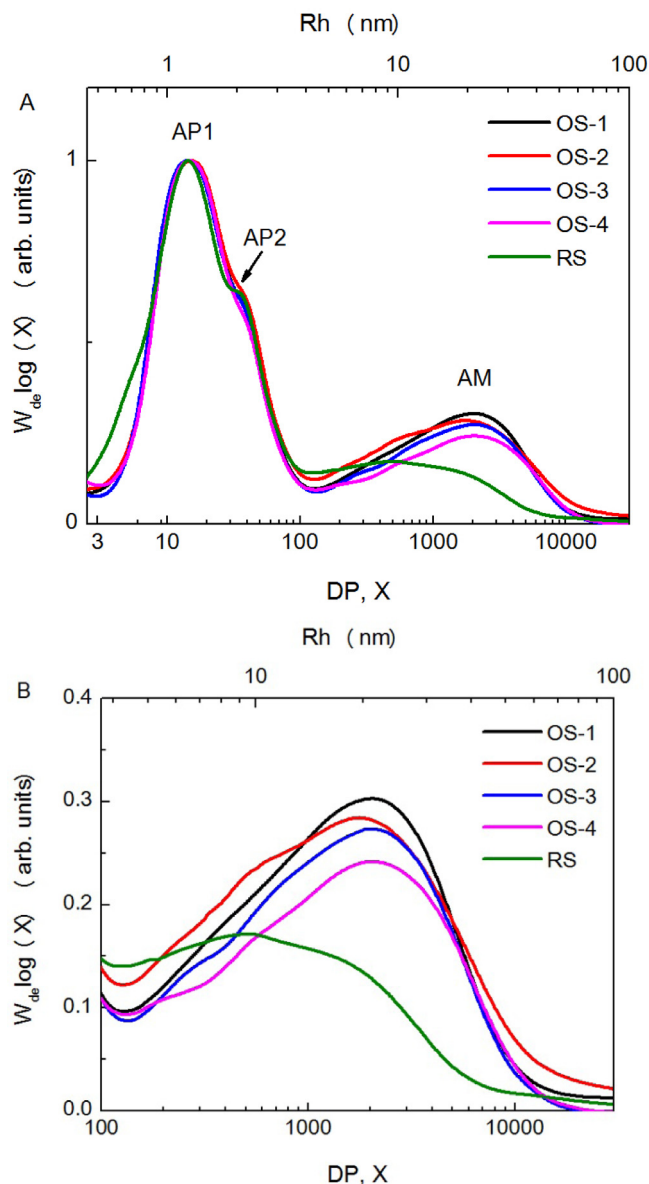 Rh (nm)
1 10 100
A
AP1
AP2
AM
OS-1
OS-2
OS-3
OS-4
RS
1
0
W_de log (X) (arb. units)
3 10 100 1000 10000
DP, X
Rh (nm)
10 100
B
OS-1
OS-2
OS-3
OS-4
RS
0.4
0.3
0.2
0.1
0.0
W_de log (X) (arb. units)
100 1000 10000
DP, X